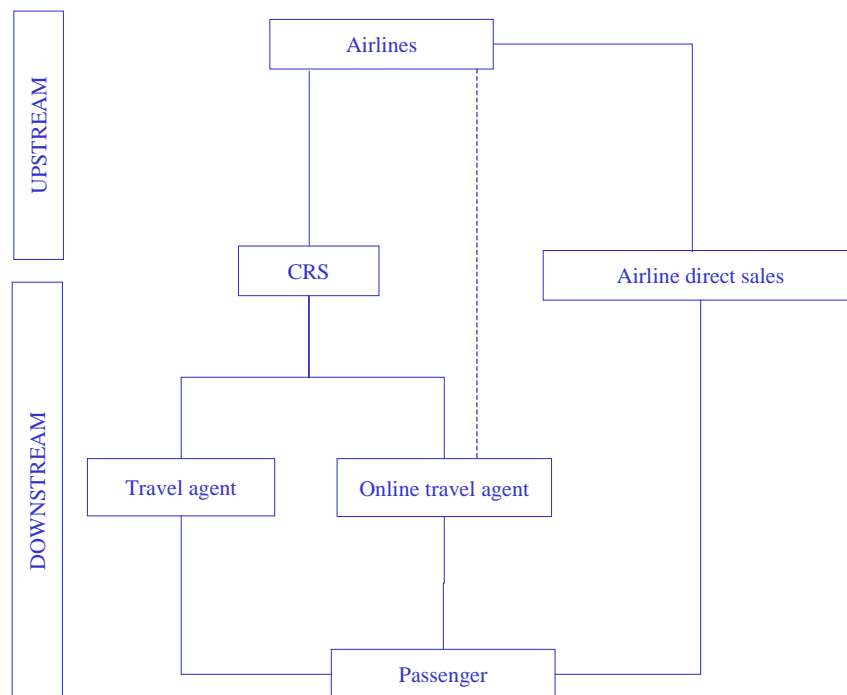 Airlines
UPSTREAM
CRS
Airline direct sales
DOWNSTREAM
Travel agent
Online travel agent
Passenger